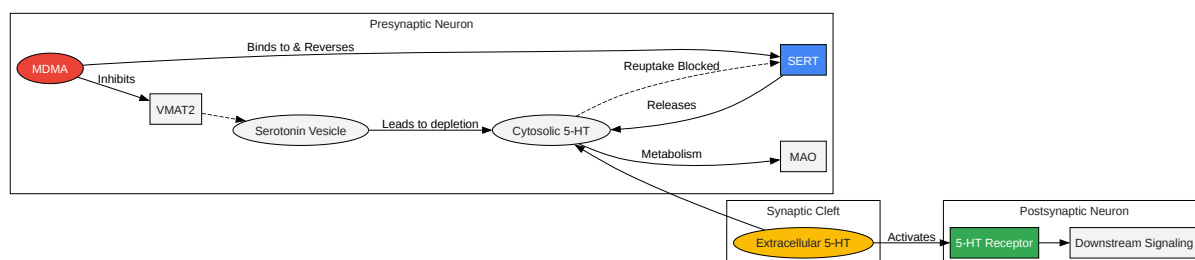 Presynaptic Neuron
Binds to & Reverses
MDMA
SERT
Reuptake Blocked
Inhibits
VMAT2
Releases
Serotonin Vesicle
Leads to depletion
Cytosolic 5-HT
Metabolism
MAO
Synaptic Cleft
Postsynaptic Neuron
Extracellular 5-HT
Activates
5-HT Receptor
Downstream Signaling